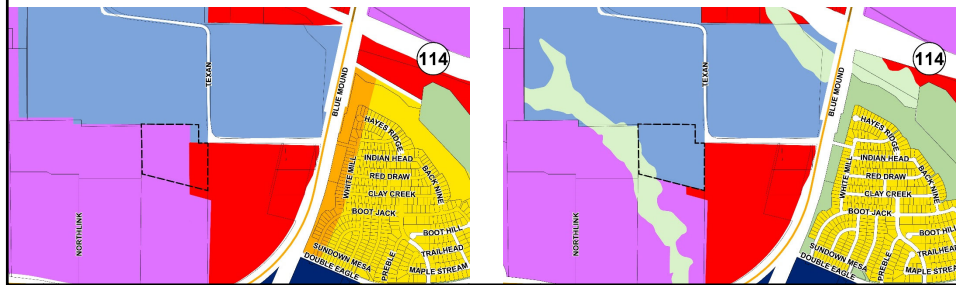 114
TEXAN
BLUE MOUND
HAYES RIDGE
INDIAN HEAD
WHITE MILL
RED DRAW
BACK NINE
CLAY CREEK
BOOT JACK
NORTHLINK
BOOT HILL
SUNDOWN MESA
PREBLE
TRAILHEAD
DOUBLE EAGLE
MAPLE STREAM
114
TEXAN
BLUE MOUND
HAYES RIDGE
INDIAN HEAD
WHITE MILL
RED DRAW
BACK NINE
CLAY CREEK
BOOT JACK
NORTHLINK
BOOT HILL
SUNDOWN MESA
PREBLE
TRAILHEAD
DOUBLE EAGLE
MAPLE STREAM